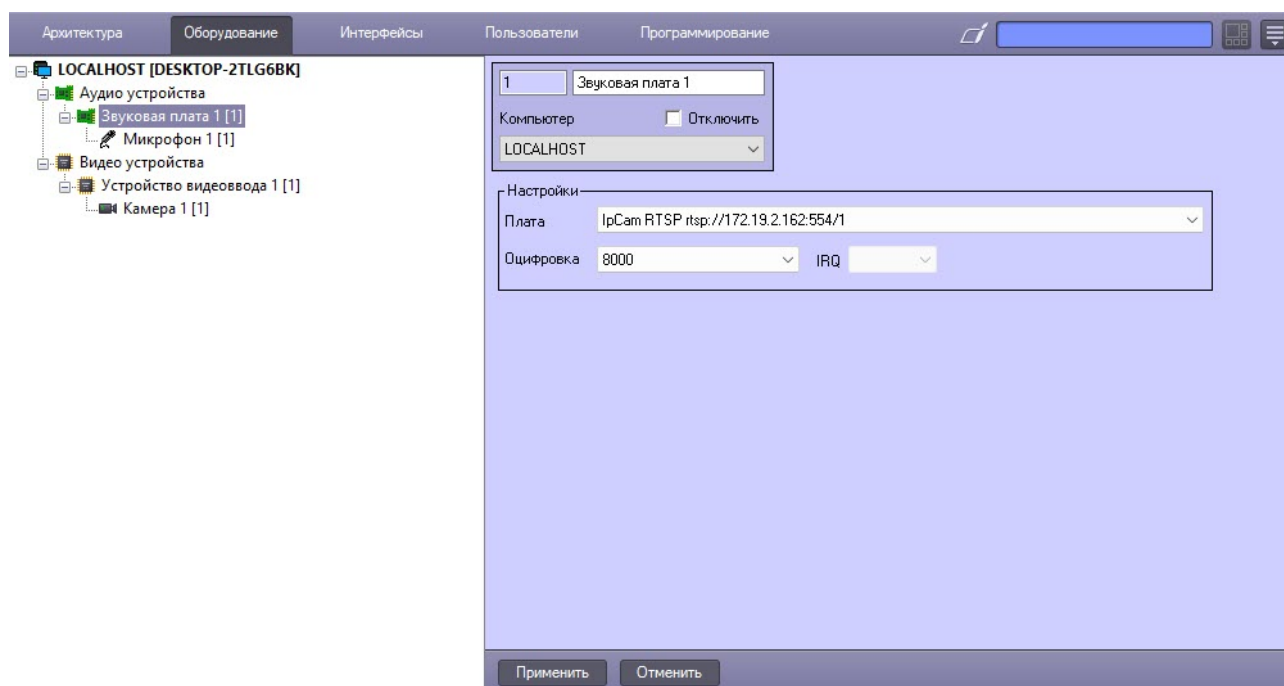 Архитектура Оборудование Интерфейсы Пользователи Программирование
LOCALHOST [DESKTOP-2TLG6BK]
Аудио устройства
Звуковая плата 1 [1]
Микрофон 1 [1]
Видео устройства
Устройство видеоввода 1 [1]
Камера 1 [1]
1 Звуковая плата 1
Компьютер Отключить
LOCALHOST
Настройки
Плата IpCam RTSP rtsp://172.19.2.162:554/1
Оцифровка 8000 IRQ
Применить Отменить